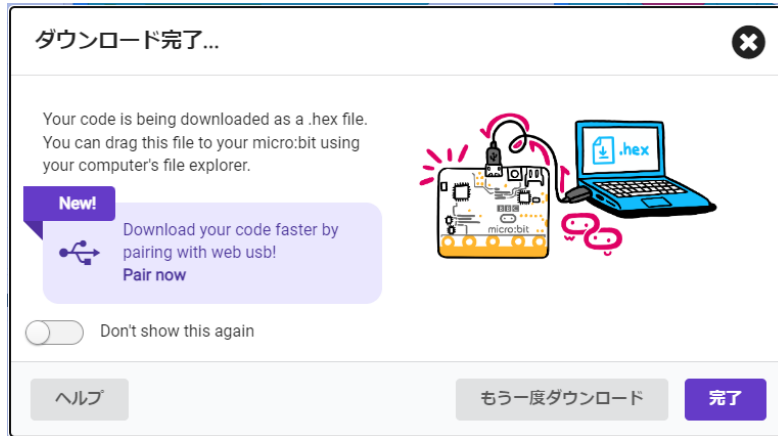 ダウンロード完了...
Your code is being downloaded as a .hex file.
You can drag this file to your micro:bit using
your computer's file explorer.
New!
Download your code faster by
pairing with web usb!
Pair now
.hex
micro:bit
Don't show this again
ヘルプ
もう一度ダウンロード
完了